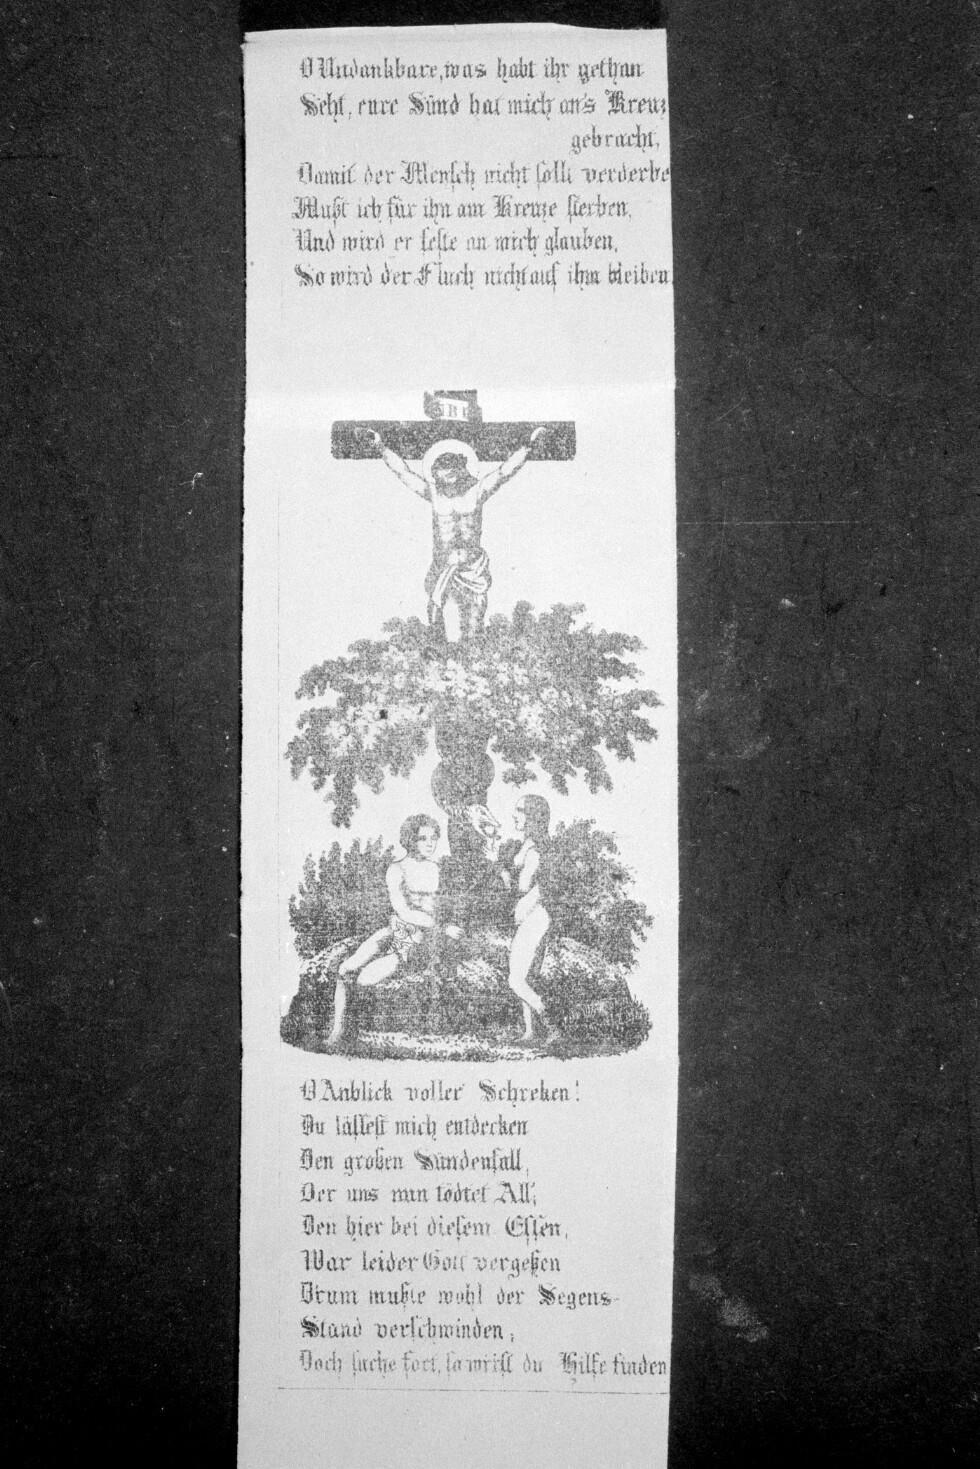 O Undankbare, was habt ihr gethan
Seht, eure Sünd hat mich an's Kreuz
gebracht,
Damit der Mensch nicht sollt verderbe
Mußt ich für ihn am Kreuze sterben,
Und wird er feste an mich glauben,
So wird der Fluch nicht auf ihm bleiben.
O Anblick voller Schreken!
Du lässest mich entdecken
Den großen Sündenfall,
Der uns nun tödtet All',
Den hier bei diesem Essen,
War leider Gott vergeßen
Drum mußte wohl der Segens-
Stand verschwinden,
Doch suche fort, so wirst du Hilfe finden